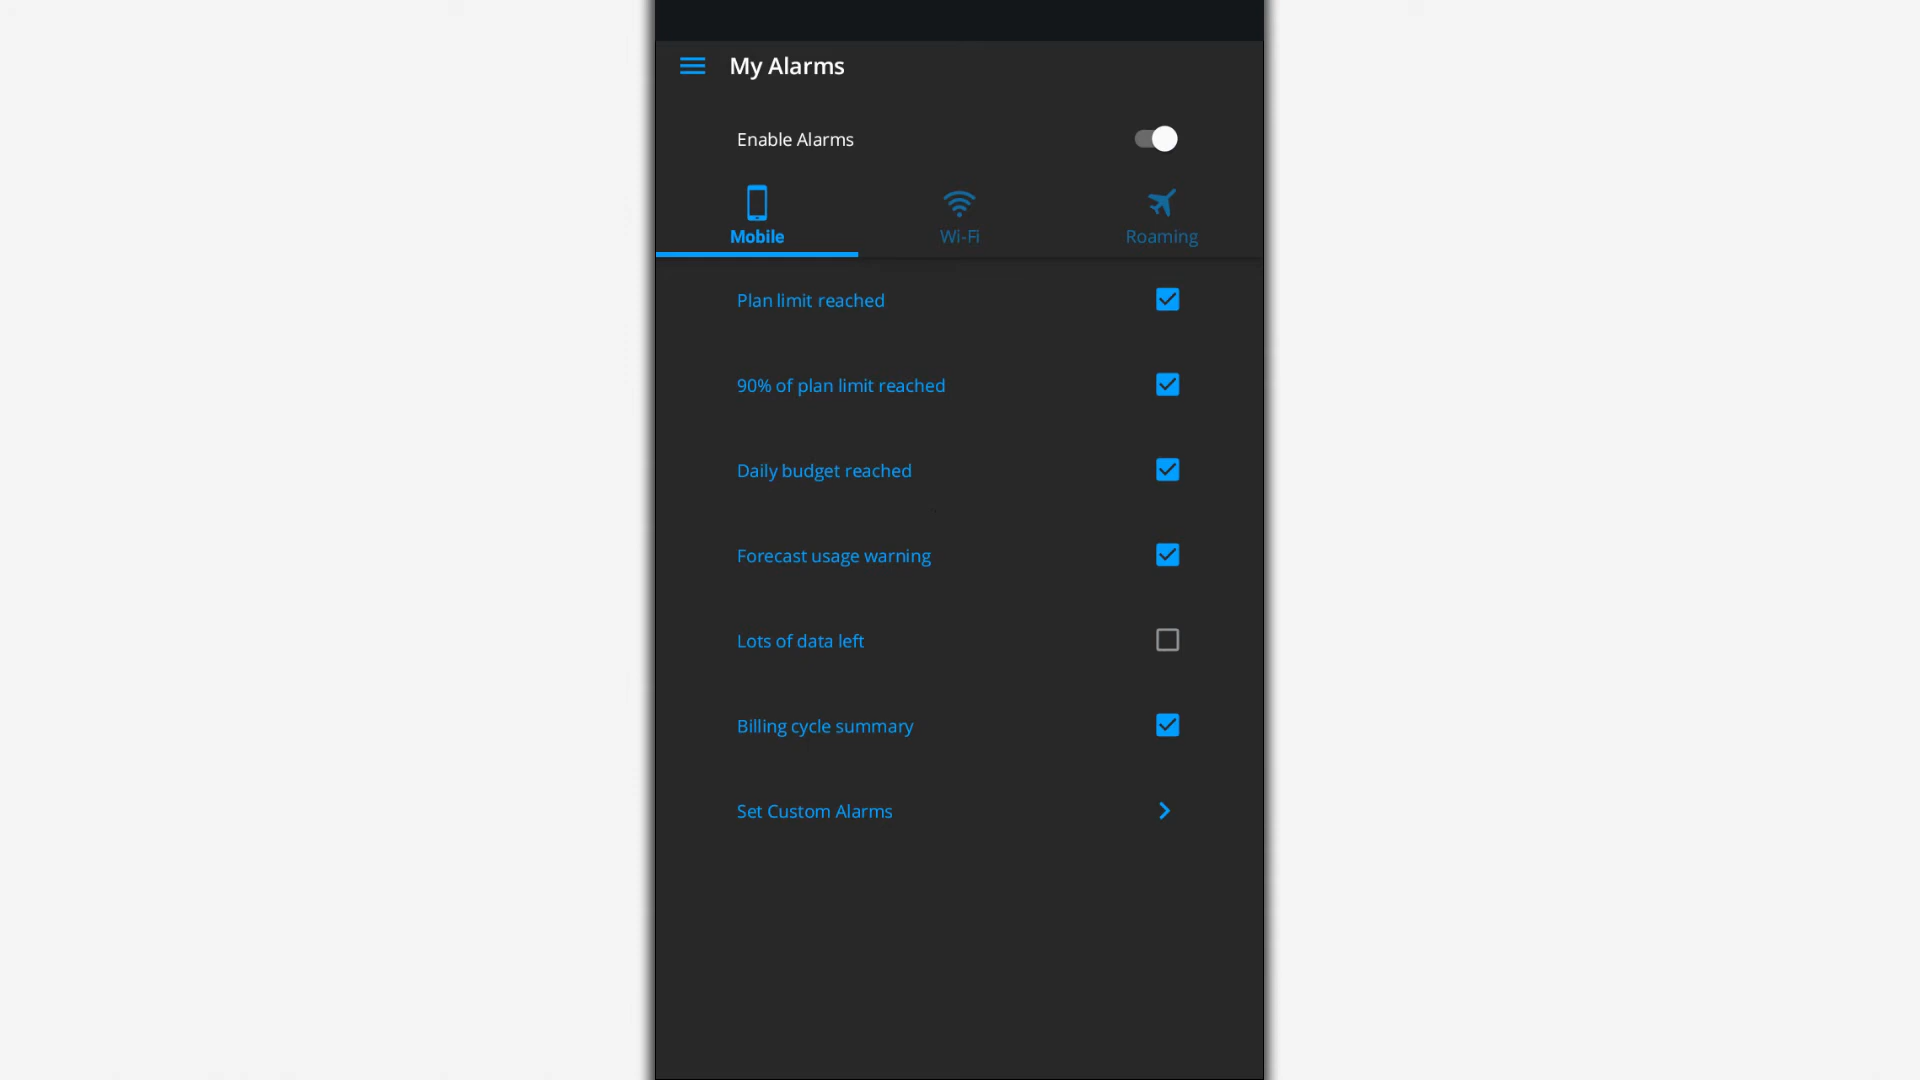 My Alarms
Enable Alarms
Mobile
Wi-Fi
Roaming
Plan limit reached
90% of plan limit reached
Daily budget reached
Forecast usage warning
Lots of data left
Billing cycle summary
Set Custom Alarms